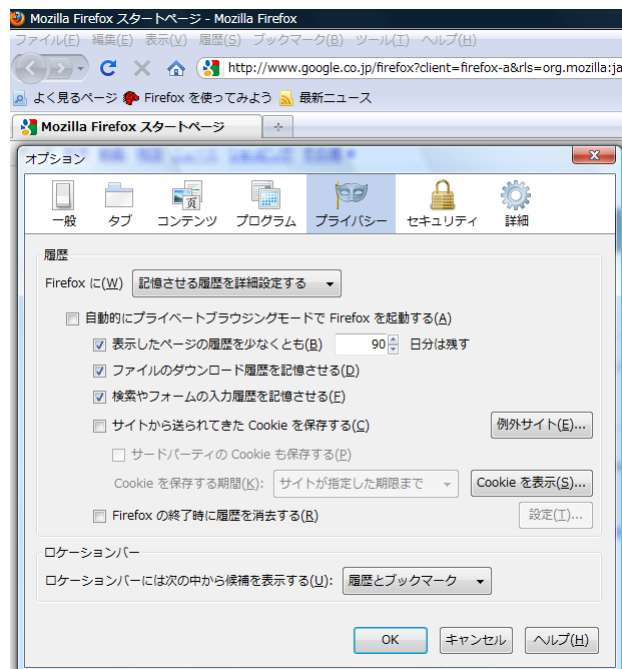 Mozilla Firefox スタートページ - Mozilla Firefox
ファイル(F) 編集(E) 表示(V) 履歴(S) ブックマーク(B) ツール(T) ヘルプ(H)
http://www.google.co.jp/firefox?client=firefox-a&rls=org.mozilla:ja
よく見るページ Firefox を使ってみよう 最新ニュース
Mozilla Firefox スタートページ
オプション
一般 タブ コンテンツ プログラム プライバシー セキュリティ 詳細
履歴
Firefox に(W) 記憶させる履歴を詳細設定する
自動的にプライベートブラウジングモードで Firefox を起動する(A)
表示したページの履歴を少なくとも(B) 90 日分は残す
ファイルのダウンロード履歴を記憶させる(D)
検索やフォームの入力履歴を記憶させる(F)
サイトから送られてきた Cookie を保存する(C) 例外サイト(E)...
サードパーティの Cookie も保存する(P)
Cookie を保存する期間(K): サイトが指定した期限まで Cookie を表示(S)...
Firefox の終了時に履歴を消去する(R) 設定(T)...
ロケーションバー
ロケーションバーには次の中から候補を表示する(U): 履歴とブックマーク
OK キャンセル ヘルプ(H)